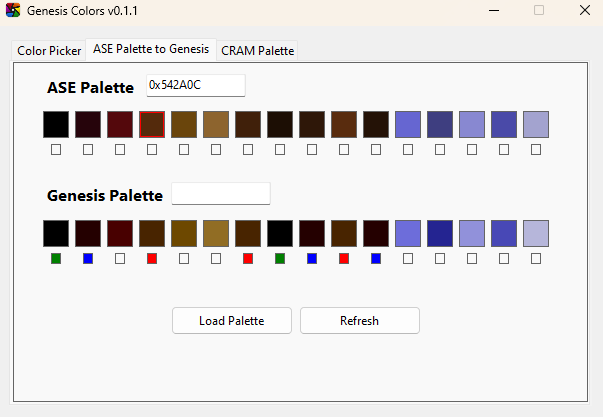 Genesis Colors v0.1.1
Color Picker
ASE Palette to Genesis
CRAM Palette
ASE Palette
0x542A0C
Genesis Palette
Load Palette
Refresh